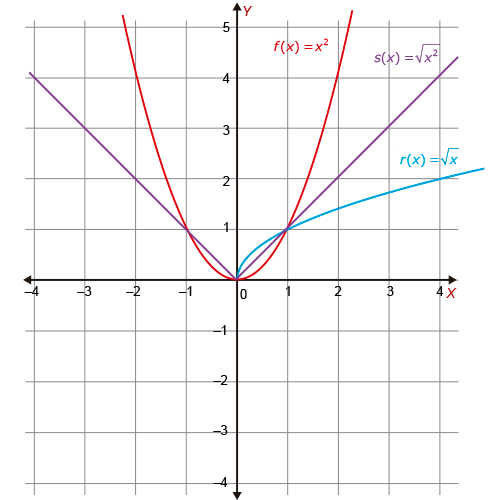 Y
5
f(x) = x²
s(x) = √x²
4
3
r(x) = √x
2
1
–4 –3 –2 –1 0 1 2 3 4 X
–1
–2
–3
–4